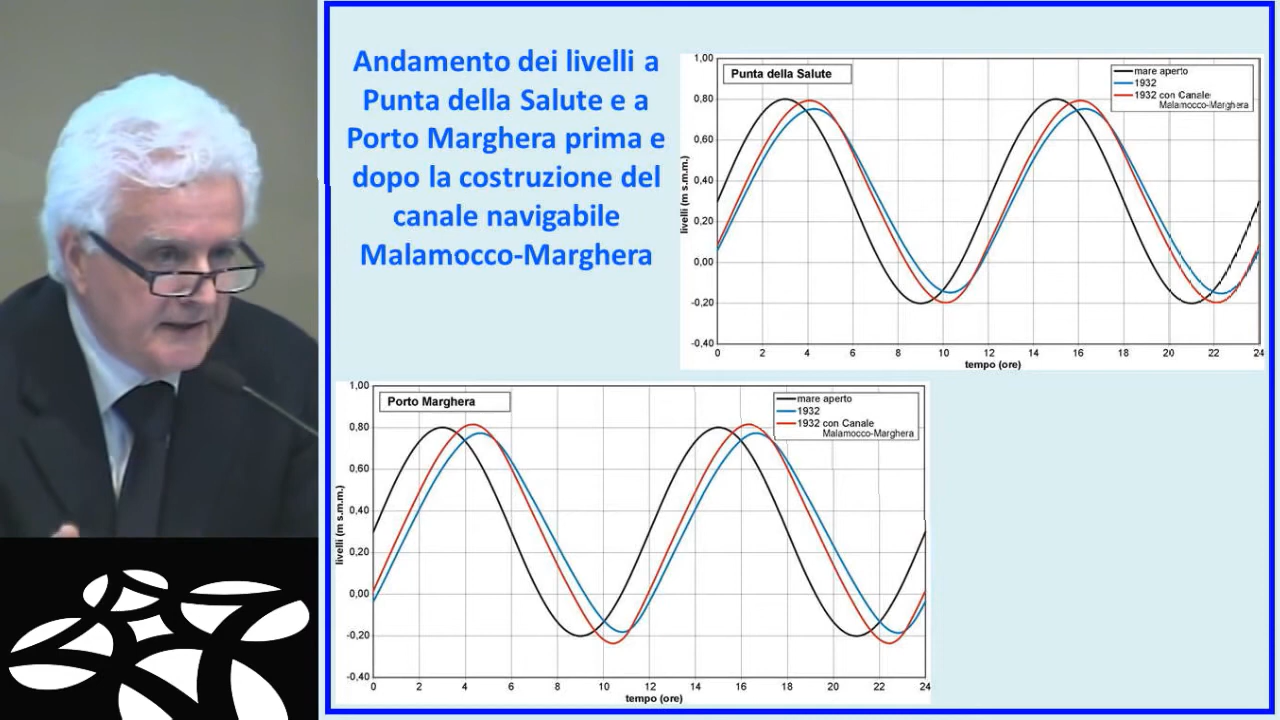 Andamento dei livelli a
Punta della Salute e a
Porto Marghera prima e
dopo la costruzione del
canale navigabile
Malamocco-Marghera
1,00
0,80
0,60
0,40
0,20
0,00
-0,20
-0,40
livelli (m s.m.m.)
Punta della Salute
mare aperto
1932
1932 con Canale
Malamocco-Marghera
0 2 4 6 8 10 12 14 16 18 20 22 24
tempo (ore)
1,00
0,80
0,60
0,40
0,20
0,00
-0,20
-0,40
livelli (m s.m.m.)
Porto Marghera
mare aperto
1932
1932 con Canale
Malamocco-Marghera
0 2 4 6 8 10 12 14 16 18 20 22 24
tempo (ore)